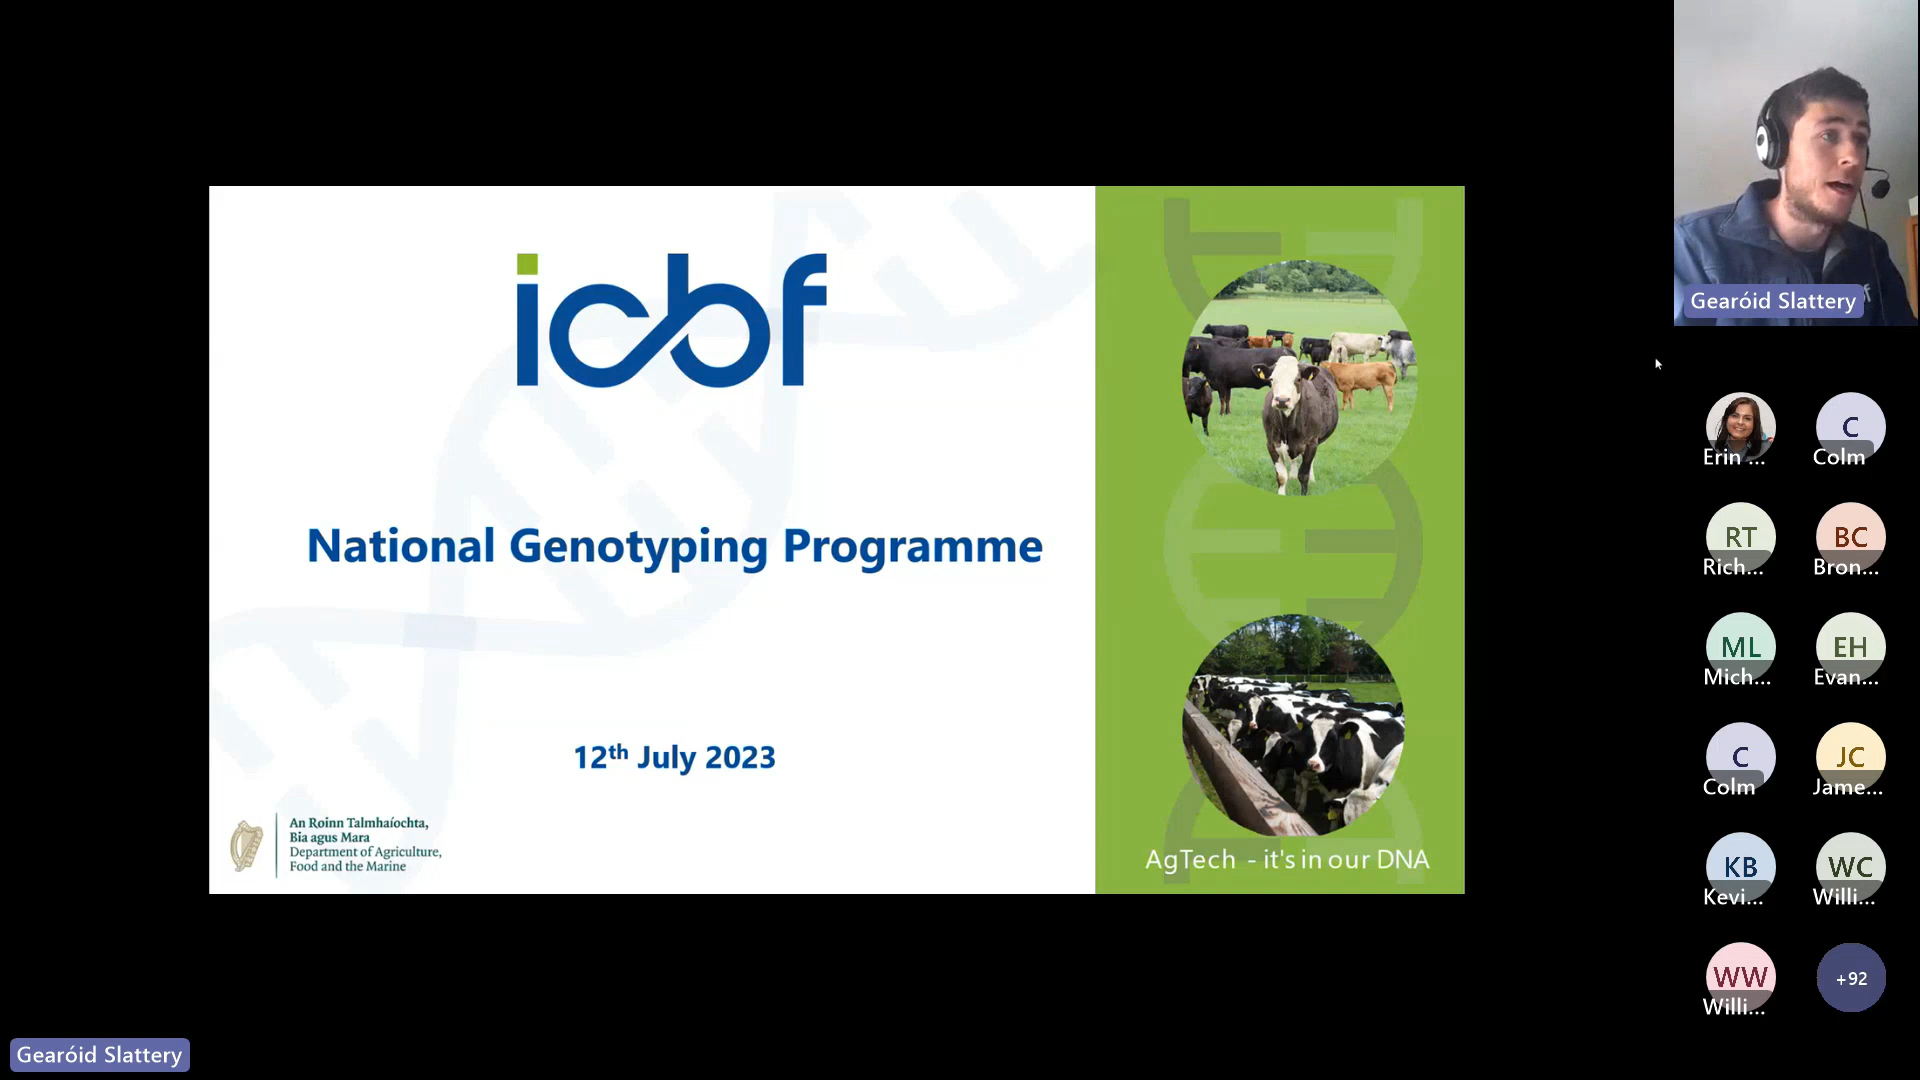 icbf
National Genotyping Programme
12th July 2023
An Roinn Talmhaíochta,
Bia agus Mara
Department of Agriculture,
Food and the Marine
AgTech - it's in our DNA
Gearóid Slattery
Erin ...
C
Colm
RT
Rich...
BC
Bron...
ML
Mich...
EH
Evan...
C
Colm
JC
Jame...
KB
Kevi...
WC
Willi...
WW
Willi...
+92
Gearóid Slattery